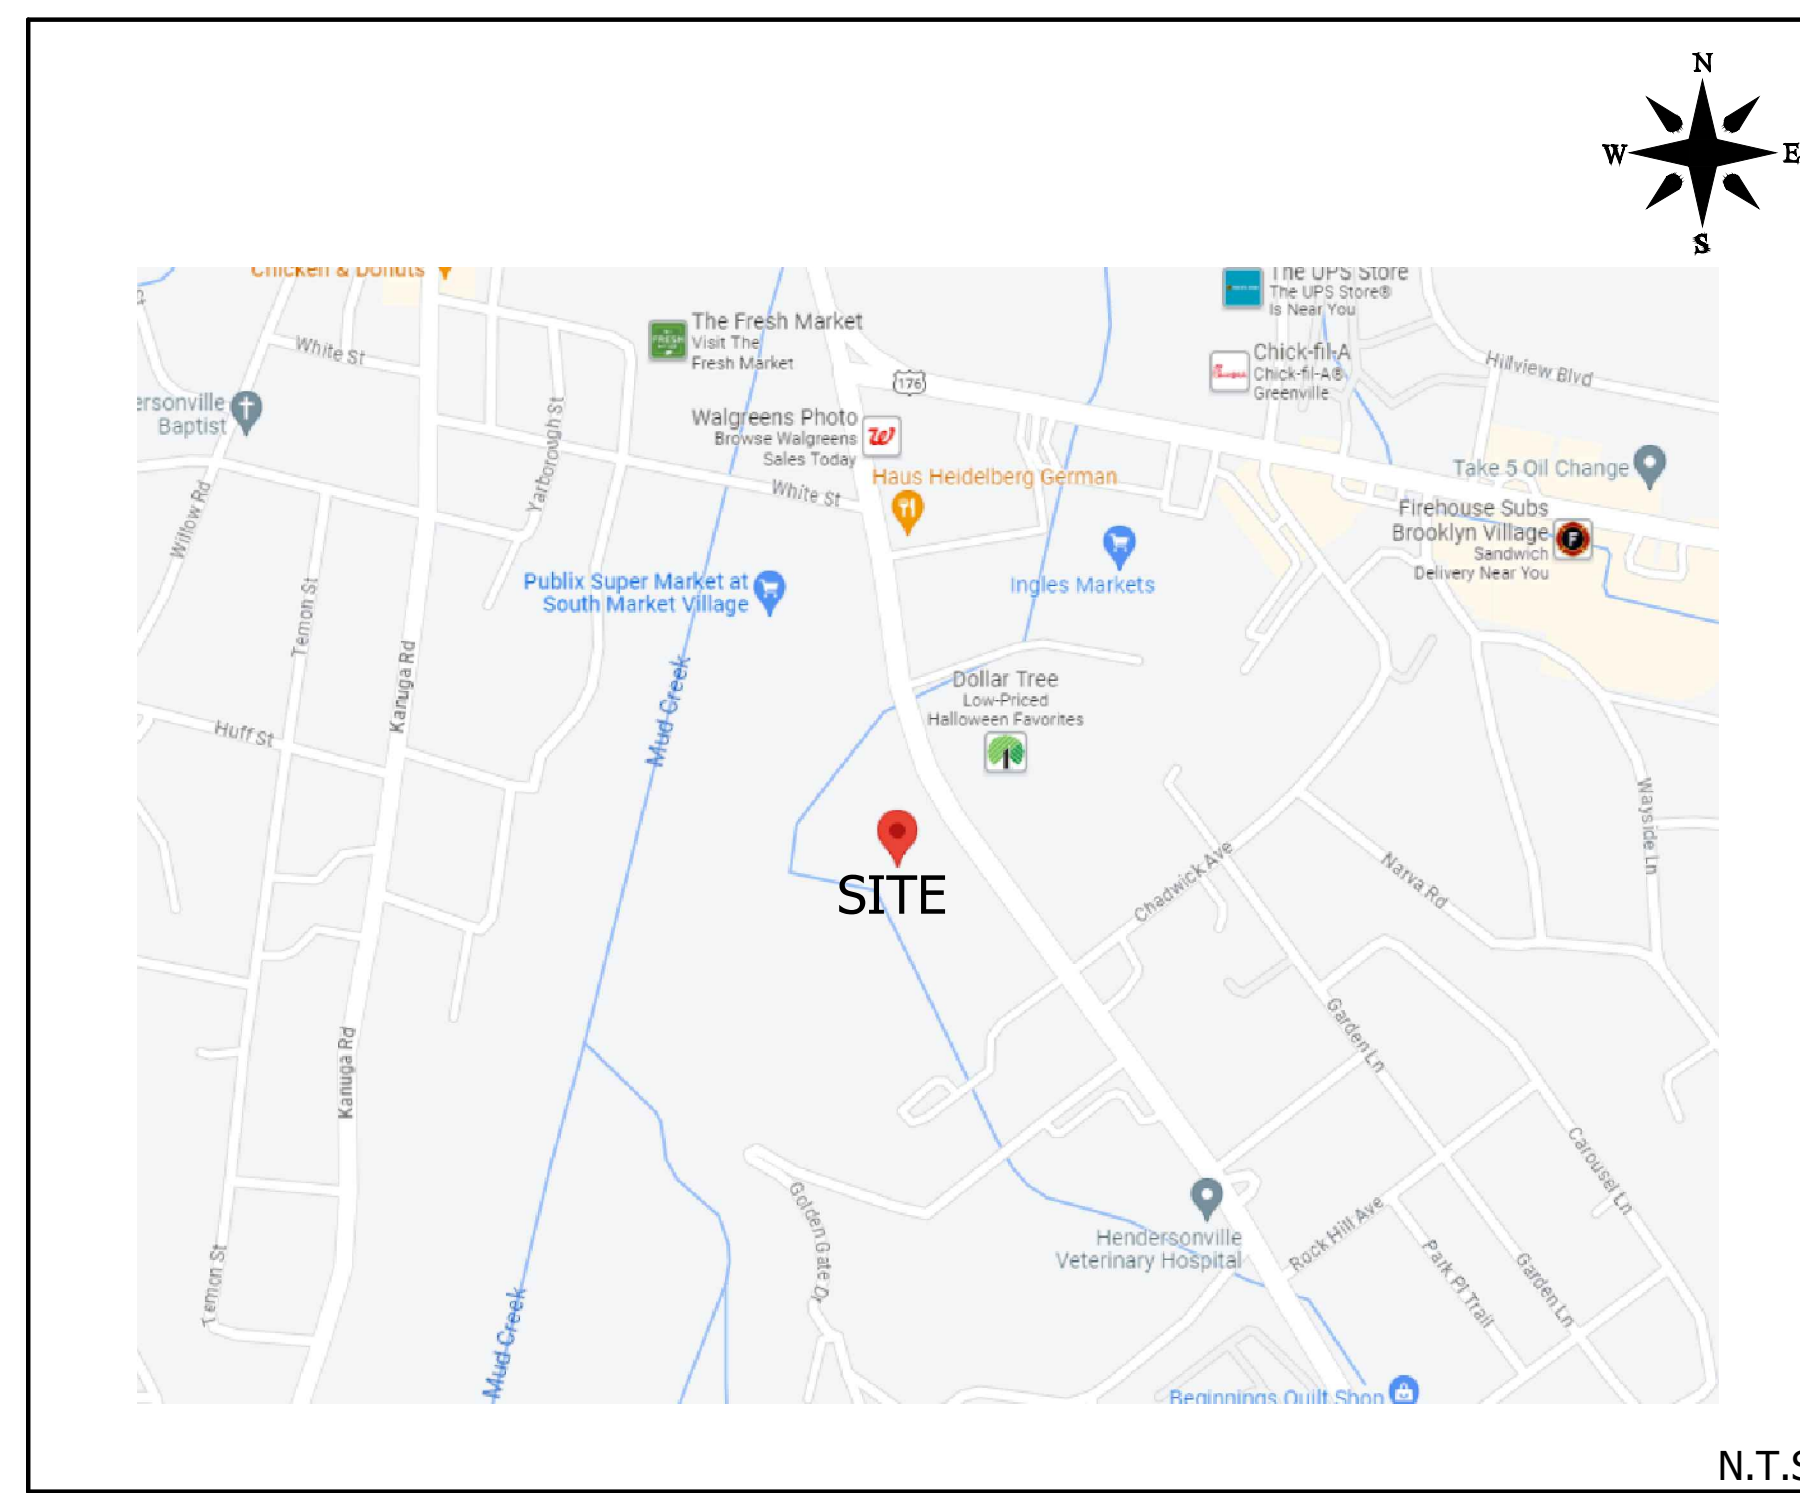 N
W
E
S
Chicken & Donuts
The UPS Store
The UPS Store®
Is Near You
The Fresh Market
Visit The
Fresh Market
White St
Chick-fil-A
Chick-fil-A®
Greenville
Hillview Blvd
176
ersonville
Baptist
Yarborough St
Walgreens Photo
Browse Walgreens
Sales Today
White St
Haus Heidelberg German
Take 5 Oil Change
Willow Rd
Firehouse Subs
Brooklyn Village
Sandwich
Delivery Near You
Publix Super Market at
South Market Village
Ingles Markets
Temon St
Kanuga Rd
Mud Creek
Dollar Tree
Low-Priced
Halloween Favorites
Huff St
Wayside Ln
SITE
Chadwick Ave
Narva Rd
Kanuga Rd
Garden Ln
Carousel Ln
Golden Gate D
Hendersonville
Veterinary Hospital
Rock Hill Ave
Park Pl Trail
Garden Ln
Temon St
Mud Creek
Beginnings Quilt Shop
N.T.S